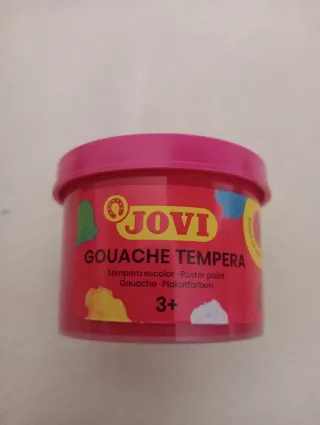 JOVI
GOUACHE TEMPERA
Témpera escolar · Poster paint
Gouache · Plakatfarben
3+